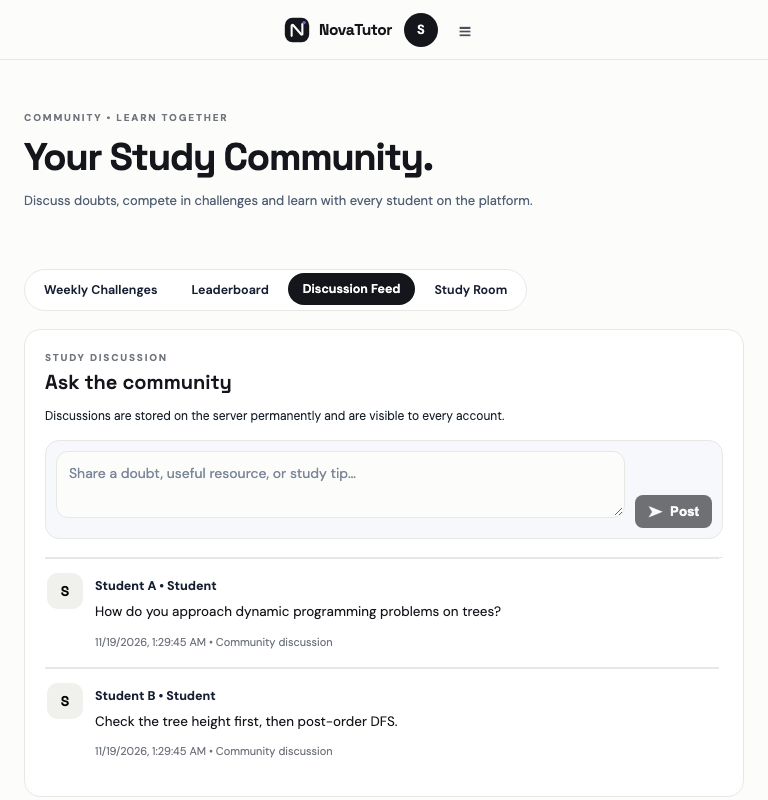 N NovaTutor S
COMMUNITY • LEARN TOGETHER
Your Study Community.
Discuss doubts, compete in challenges and learn with every student on the platform.
Weekly Challenges Leaderboard Discussion Feed Study Room
STUDY DISCUSSION
Ask the community
Discussions are stored on the server permanently and are visible to every account.
Share a doubt, useful resource, or study tip...
Post
S
Student A • Student
How do you approach dynamic programming problems on trees?
11/19/2026, 1:29:45 AM • Community discussion
S
Student B • Student
Check the tree height first, then post-order DFS.
11/19/2026, 1:29:45 AM • Community discussion